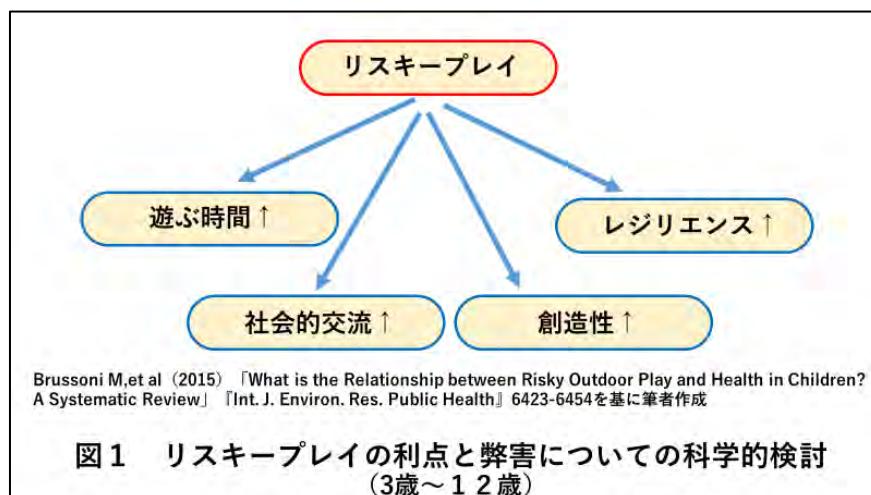 リスキープレイ
遊ぶ時間↑
レジリエンス↑
社会的交流↑
創造性↑
Brussoni M,et al（2015）「What is the Relationship between Risky Outdoor Play and Health in Children?
A Systematic Review」『Int. J. Environ. Res. Public Health』6423-6454を基に筆者作成
図１　リスキープレイの利点と弊害についての科学的検討
（3歳～１２歳）